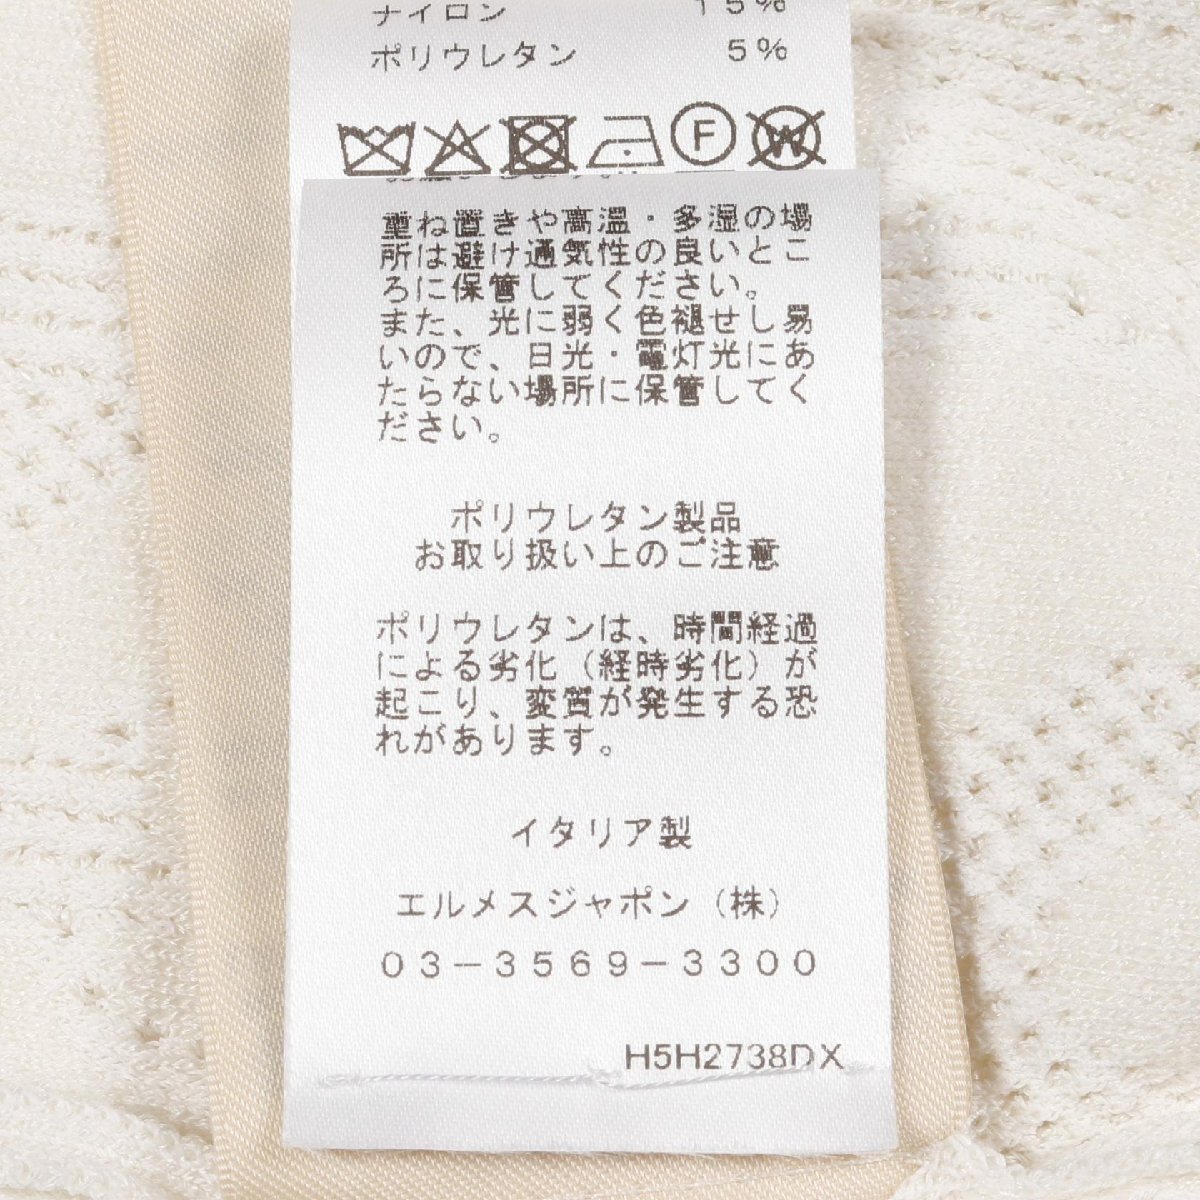 ナイロン 15%
ポリウレタン 5%
F
W
重ね置きや高温・多湿の場
所は避け通気性の良いとこ
ろに保管してください。
また、光に弱く色褪せし易
いので、日光・電灯光にあ
たらない場所に保管してく
ださい。
ポリウレタン製品
お取り扱い上のご注意
ポリウレタンは、時間経過
による劣化（経時劣化）が
起こり、変質が発生する恐
れがあります。
イタリア製
エルメスジャポン（株）
03-3569-3300
H5H2738DX